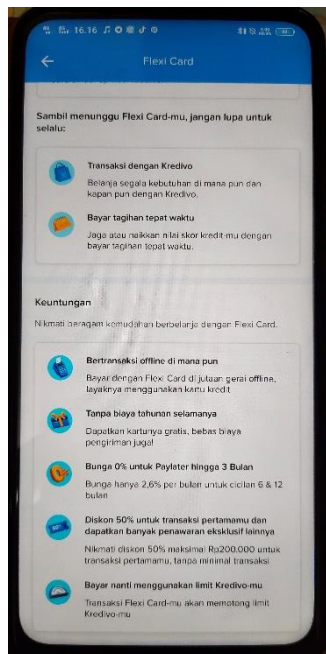 16.16
Flexi Card
Sambil menunggu Flexi Card-mu, jangan lupa untuk
selalu:
Transaksi dengan Kredivo
Belanja segala kebutuhan di mana pun dan
kapan pun dengan Kredivo.
Bayar tagihan tepat waktu
Jaga atau naikkan nilai skor kredit-mu dengan
bayar tagihan tepat waktu.
Keuntungan
Nikmati beragam kemudahan berbelanja dengan Flexi Card.
Bertransaksi offline di mana pun
Bayar dengan Flexi Card di jutaan gerai offline,
layaknya menggunakan kartu kredit
Tanpa biaya tahunan selamanya
Dapatkan kartunya gratis, bebas biaya
pengiriman juga!
Bunga 0% untuk Paylater hingga 3 Bulan
Bunga hanya 2,6% per bulan untuk cicilan 6 & 12
bulan
50%
Diskon 50% untuk transaksi pertamamu dan
dapatkan banyak penawaran eksklusif lainnya
Nikmati diskon 50% maksimal Rp200.000 untuk
transaksi pertamamu, tanpa minimal transaksi
Bayar nanti menggunakan limit Kredivo-mu
Transaksi Flexi Card-mu akan memotong limit
Kredivo-mu